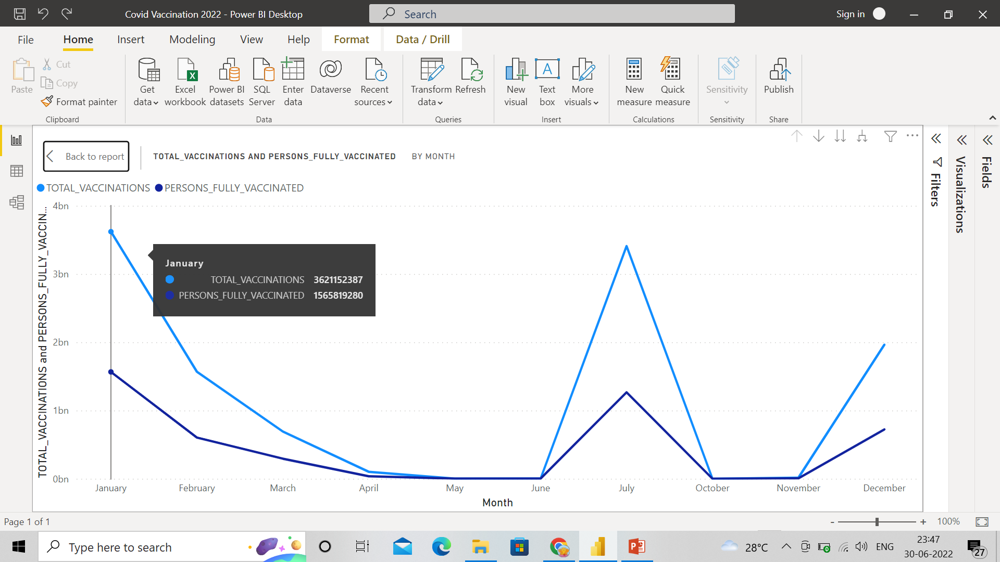 Covid Vaccination 2022 - Power BI Desktop
Search
Sign in
File
Home
Insert
Modeling
View
Help
Format
Data / Drill
Paste
Cut
Copy
Format painter
Clipboard
Get data
Excel workbook
Power BI datasets
SQL Server
Enter data
Dataverse
Recent sources
Data
Transform data
Refresh
Queries
New visual
A
Text box
More visuals
Insert
New measure
Quick measure
Calculations
Sensitivity
Sensitivity
Publish
Share
Back to report
TOTAL_VACCINATIONS AND PERSONS_FULLY_VACCINATED
BY MONTH
TOTAL_VACCINATIONS
PERSONS_FULLY_VACCINATED
TOTAL_VACCINATIONS and PERSONS_FULLY_VACCIN...
4bn
3bn
2bn
1bn
0bn
January
TOTAL_VACCINATIONS 3621152387
PERSONS_FULLY_VACCINATED 1565819280
January
February
March
April
May
June
July
October
November
December
Month
Filters
Visualizations
Fields
Page 1 of 1
- + 100%
Type here to search
28°C
ENG
23:47
30-06-2022
27